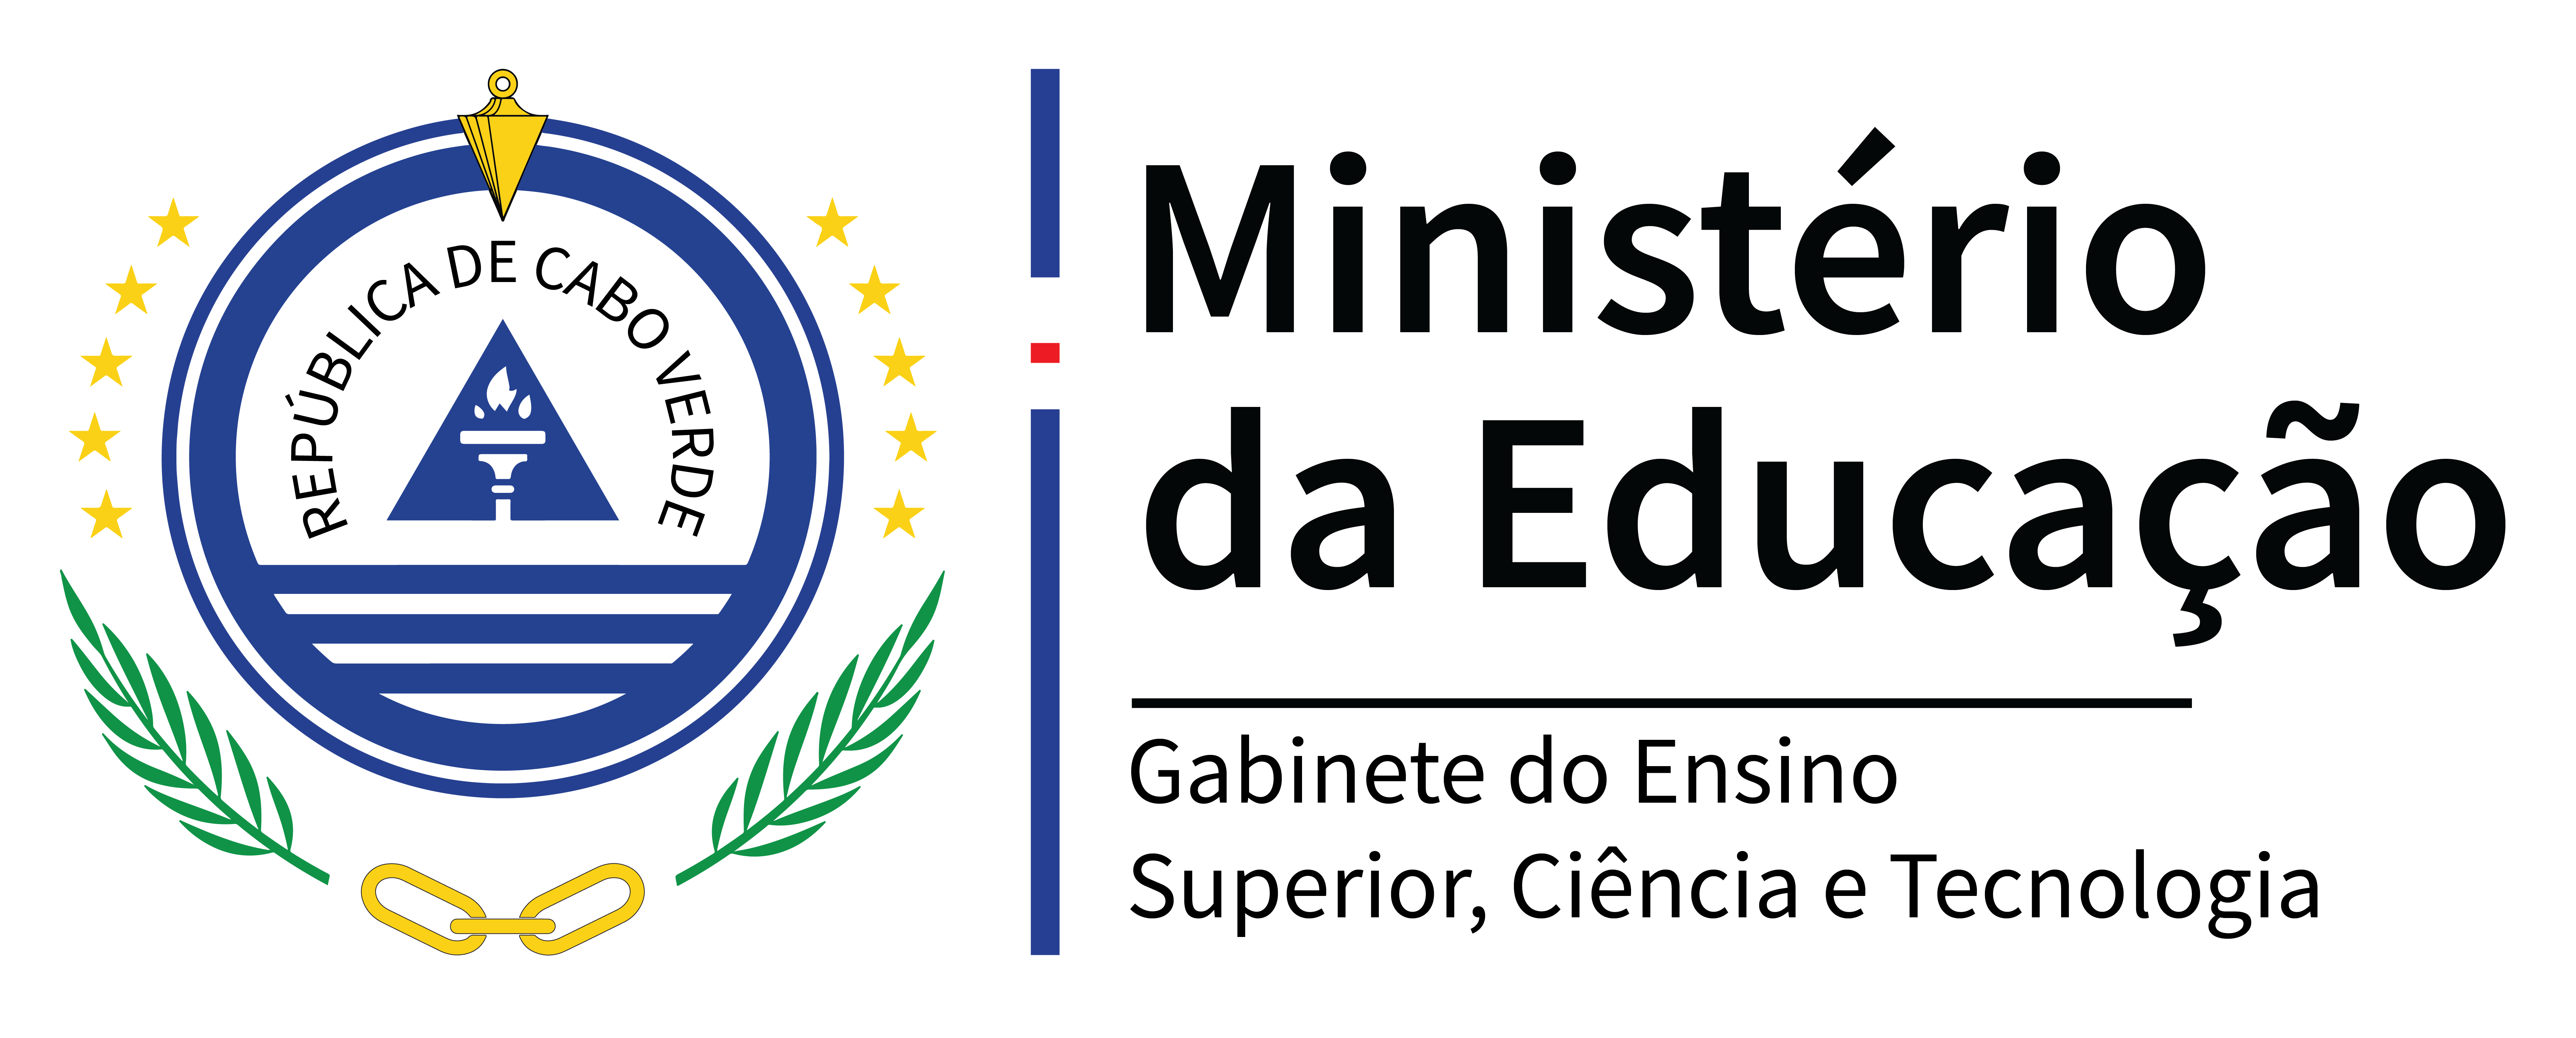 REPÚBLICA DE CABO VERDE
Ministério
da Educação
Gabinete do Ensino
Superior, Ciência e Tecnologia